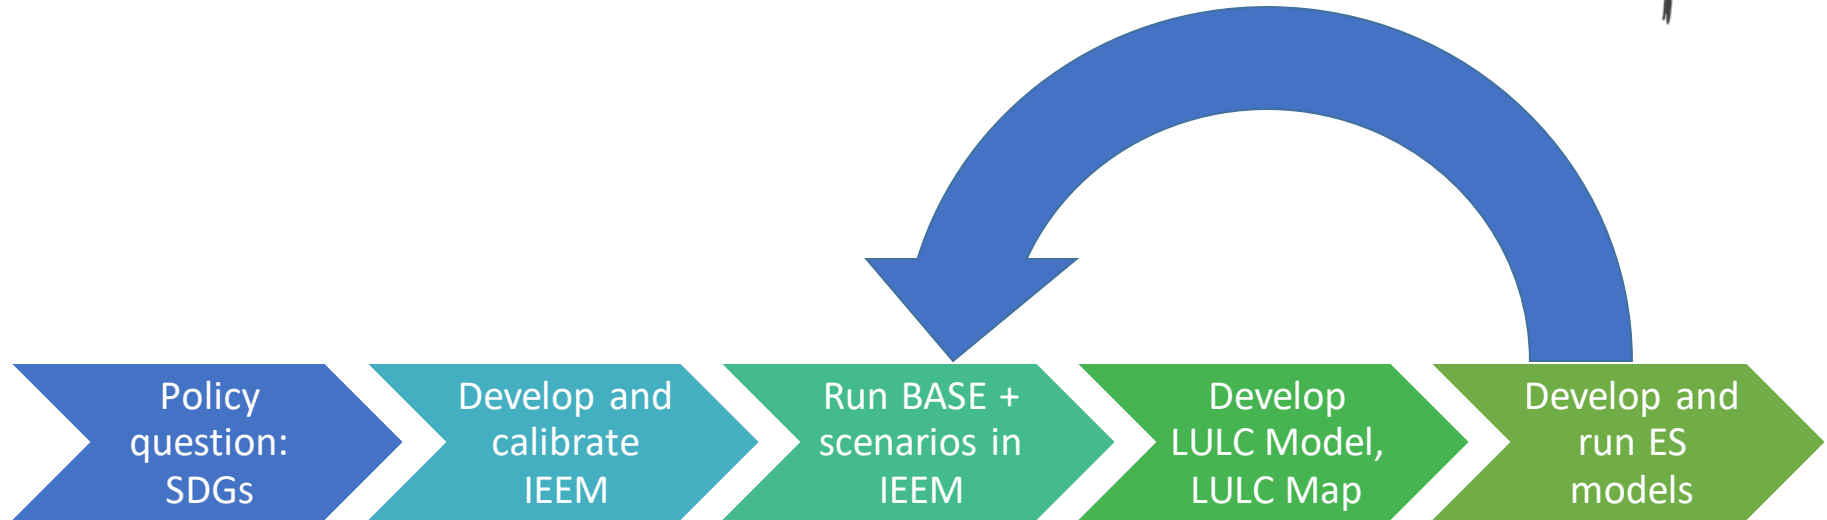 Policy
question:
SDGs
Develop and
calibrate
IEEM
Run BASE +
scenarios in
IEEM
Develop
LULC Model,
LULC Map
Develop and
run ES
models